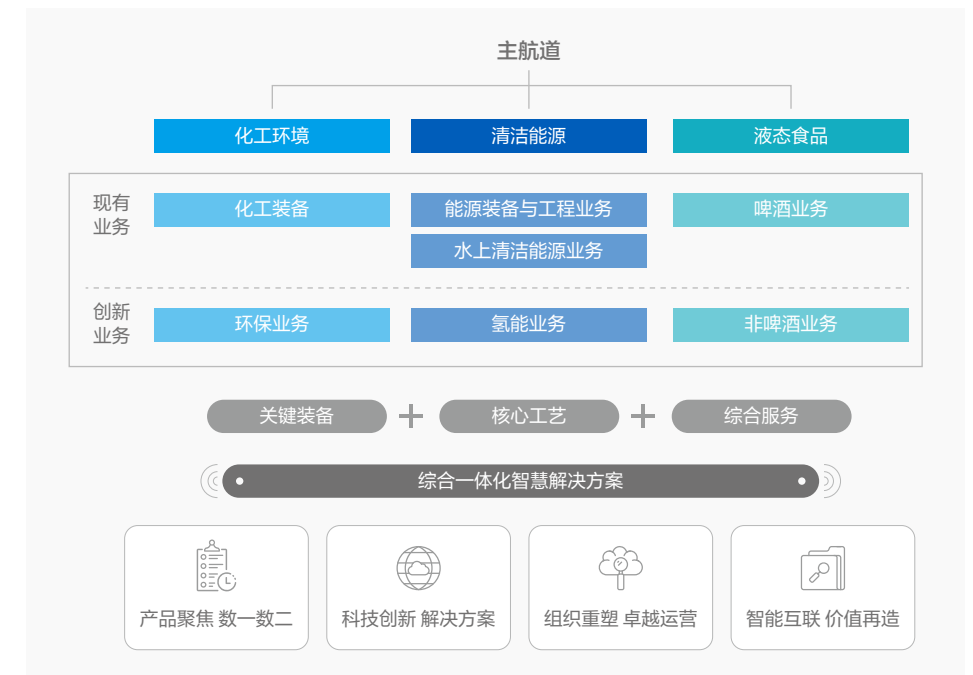 主航道
化工环境
清洁能源
液态食品
现有
业务
化工装备
能源装备与工程业务
啤酒业务
水上清洁能源业务
创新
业务
环保业务
氢能业务
非啤酒业务
关键装备
核心工艺
综合服务
综合一体化智慧解决方案
产品聚焦 数一数二
科技创新 解决方案
组织重塑 卓越运营
智能互联 价值再造